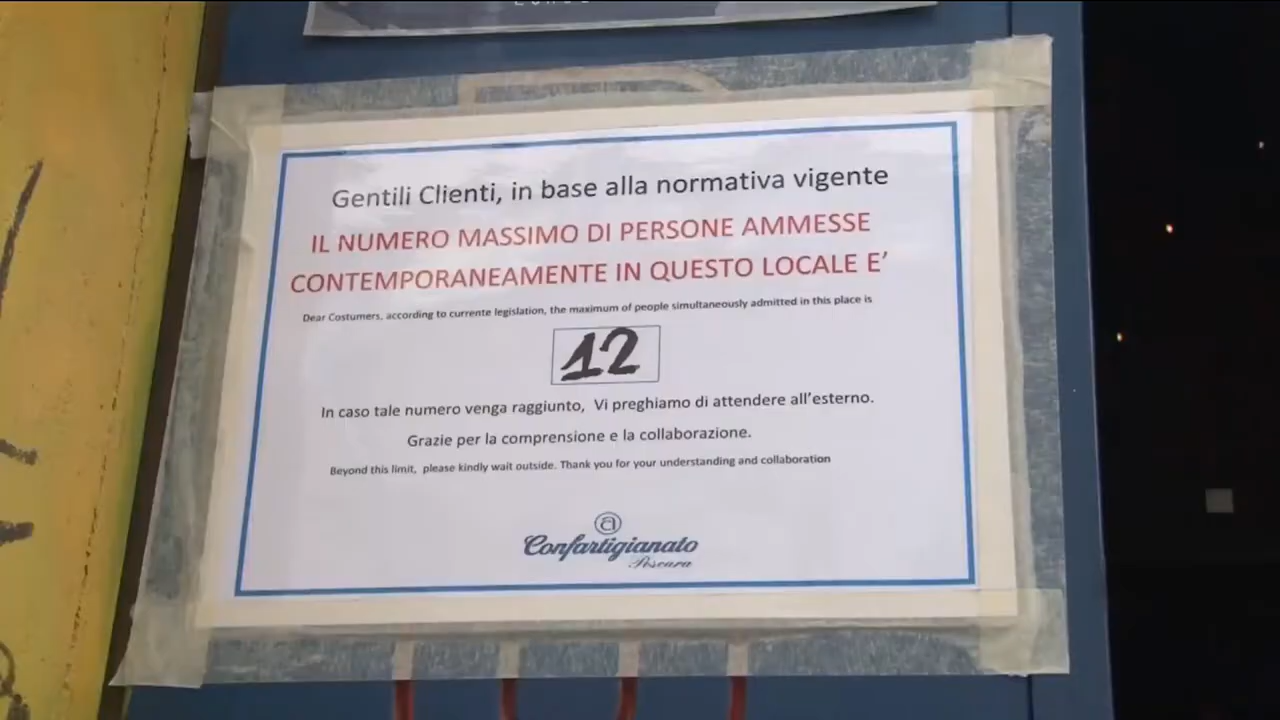 Gentili Clienti, in base alla normativa vigente
IL NUMERO MASSIMO DI PERSONE AMMESSE
CONTEMPORANEAMENTE IN QUESTO LOCALE E’
Dear Costumers, according to currente legislation, the maximum of people simultaneously admitted in this place is
12
In caso tale numero venga raggiunto, Vi preghiamo di attendere all’esterno.
Grazie per la comprensione e la collaborazione.
Beyond this limit, please kindly wait outside. Thank you for your understanding and collaboration
a
Confartigianato
Pescara